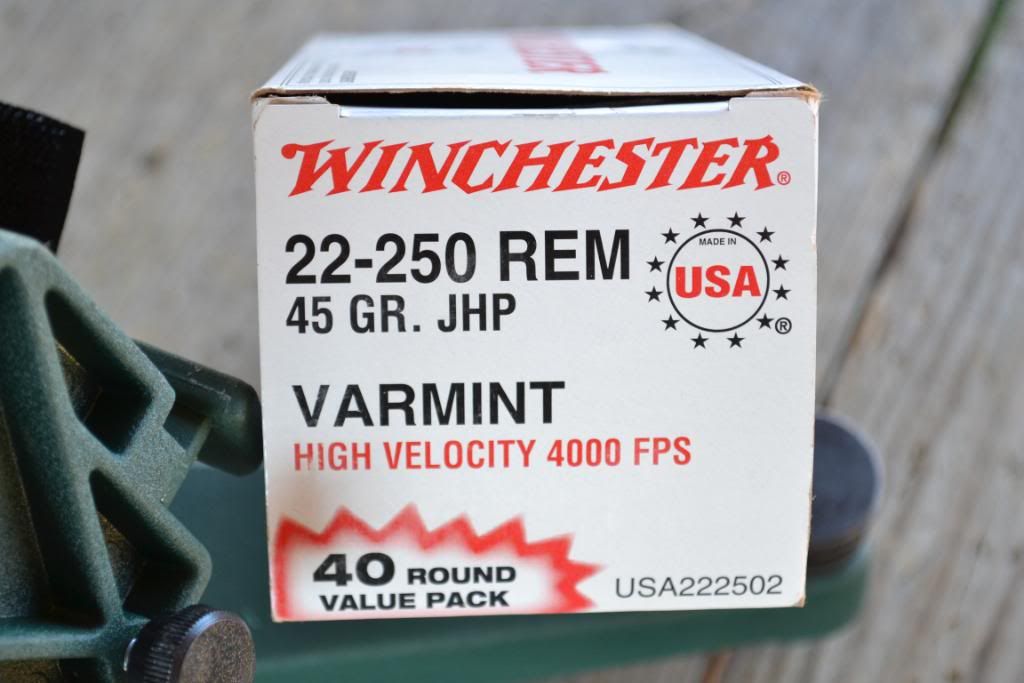 WINCHESTER®
22-250 REM
45 GR. JHP
MADE IN
USA
®
VARMINT
HIGH VELOCITY 4000 FPS
40 ROUND
VALUE PACK
USA222502